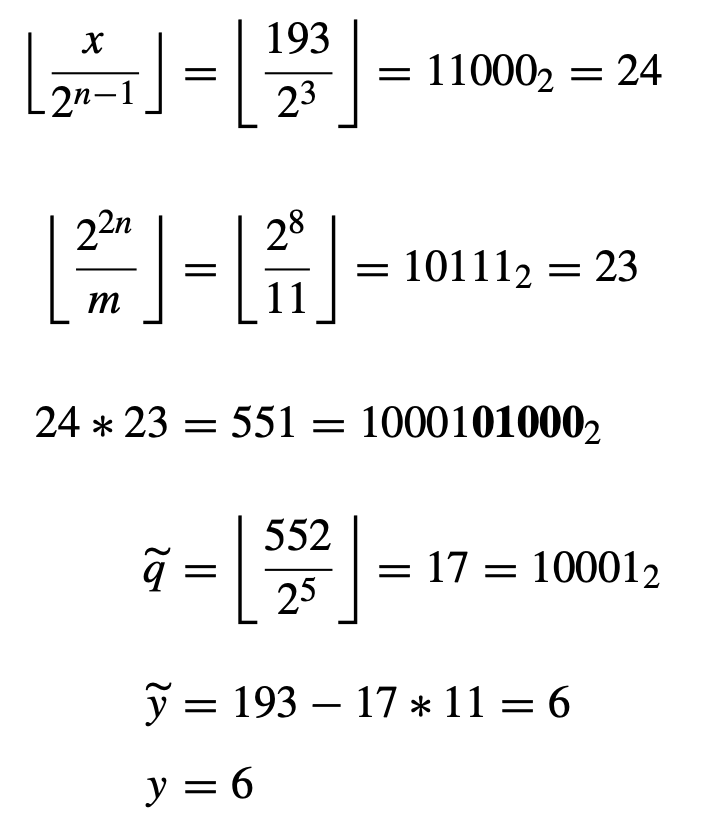 ⌊x/2^{n−1}⌋ = ⌊193/2^3⌋ = 11000_2 = 24
⌊2^{2n}/m⌋ = ⌊2^8/11⌋ = 10111_2 = 23
24 ∗ 23 = 551 = 1000101000_2
q̃ = ⌊552/2^5⌋ = 17 = 10001_2
ỹ = 193 − 17 ∗ 11 = 6
y = 6